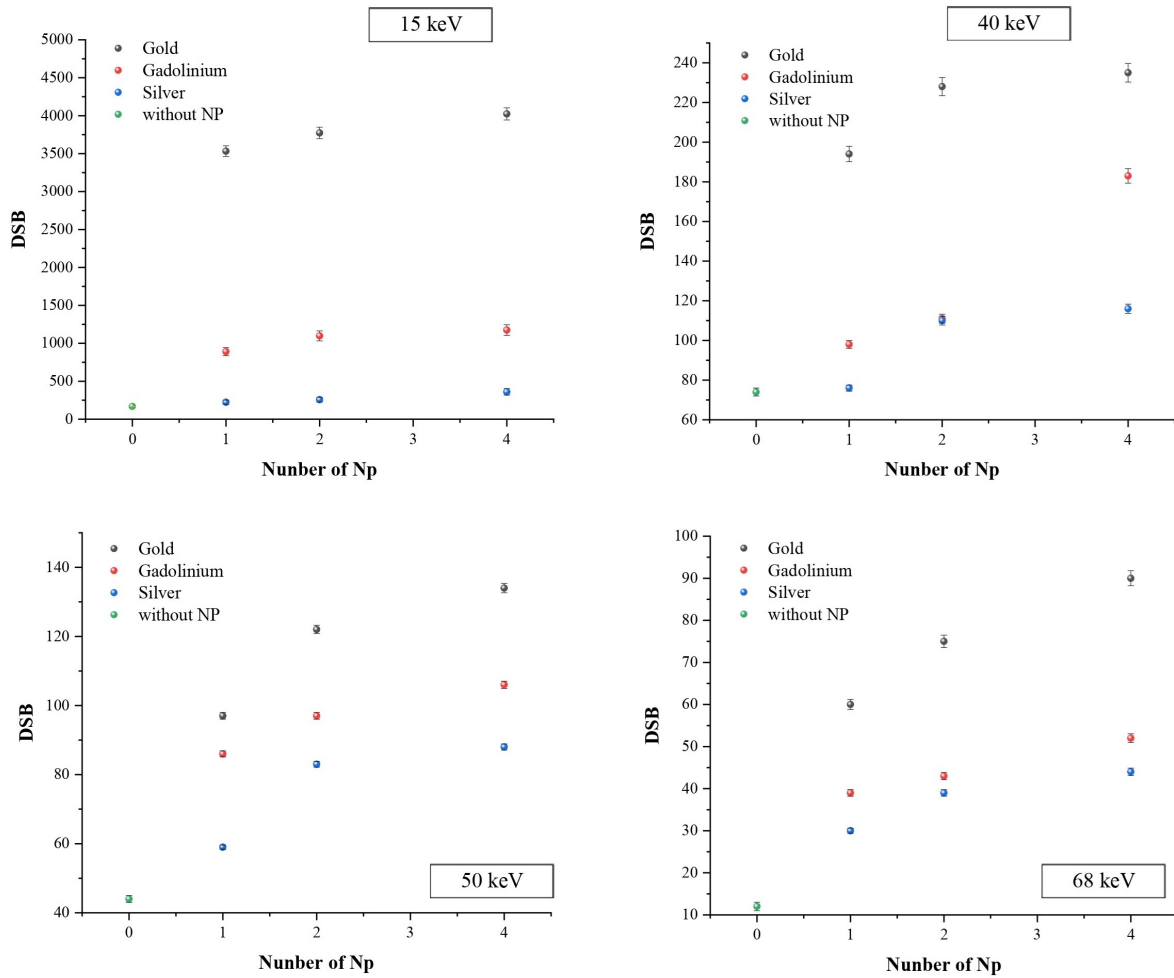 15 keV
5000
4500
4000
3500
3000
2500
2000
1500
1000
500
0
DSB
Gold
Gadolinium
Silver
without NP
0 1 2 3 4
Nunber of Np
40 keV
240
220
200
180
160
140
120
100
80
60
DSB
Gold
Gadolinium
Silver
without NP
0 1 2 3 4
Nunber of Np
140
120
100
80
60
40
DSB
Gold
Gadolinium
Silver
without NP
50 keV
0 1 2 3 4
Nunber of Np
100
90
80
70
60
50
40
30
20
10
DSB
Gold
Gadolinium
Silver
without NP
68 keV
0 1 2 3 4
Nunber of Np